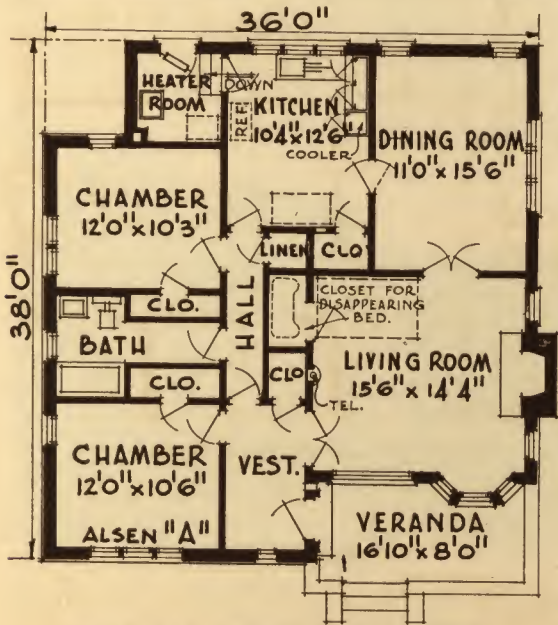 36'0"
HEATER
ROOM
DOWN
REF.
KITCHEN
10'4"x12'6"
COOLER
DINING ROOM
11'0"x15'6"
CHAMBER
12'0"x10'3"
LINEN
CLO
38'0"
CLO.
HALL
CLOSET FOR
DISAPPEARING
BED.
BATH
LIVING ROOM
15'6"x14'4"
CLO.
CLO
TEL.
CHAMBER
12'0"x10'6"
VEST.
ALSEN "A"
VERANDA
16'10"x8'0"